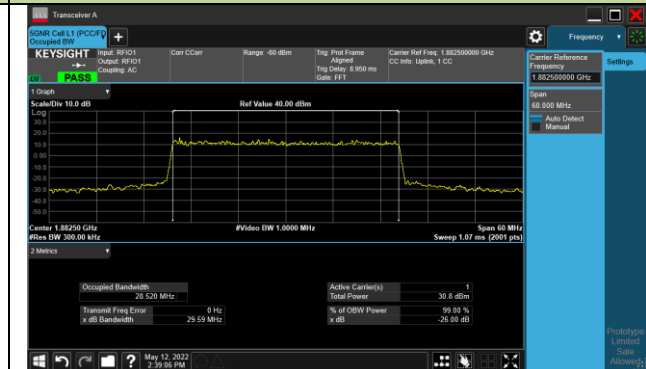 Transceiver A
5GNR Cell L1 (PCC/F
Occupied BW
Frequency
KEYSIGHT
PASS
Input: RFIO1
Output: RFIO1
Coupling: AC
Corr CCorr
Range: -60 dBm
Trig: Prot Frame
Aligned
Trig Delay: 8.950 ms
Gate: FFT
Carrier Ref Freq: 1.882500000 GHz
CC Info: Uplink, 1 CC
Carrier Reference
Frequency
1.882500000 GHz
Settings
Span
60.000 MHz
Auto Detect
Manual
1 Graph
Scale/Div 10.0 dB
Ref Value 40.00 dBm
Log
30.0
20.0
10.0
0.00
-10.0
-20.0
-30.0
-40.0
-50.0
Center 1.88250 GHz
#Video BW 1.0000 MHz
Span 60 MHz
#Res BW 300.00 kHz
Sweep 1.07 ms (2001 pts)
2 Metrics
Occupied Bandwidth
28.520 MHz
Active Carrier(s) 1
Total Power 30.8 dBm
Transmit Freq Error 0 Hz
x dB Bandwidth 29.59 MHz
% of OBW Power 99.00 %
x dB -26.00 dB
Prototype
Limited
Sale
Allowed
May 12, 2022
2:39:06 PM